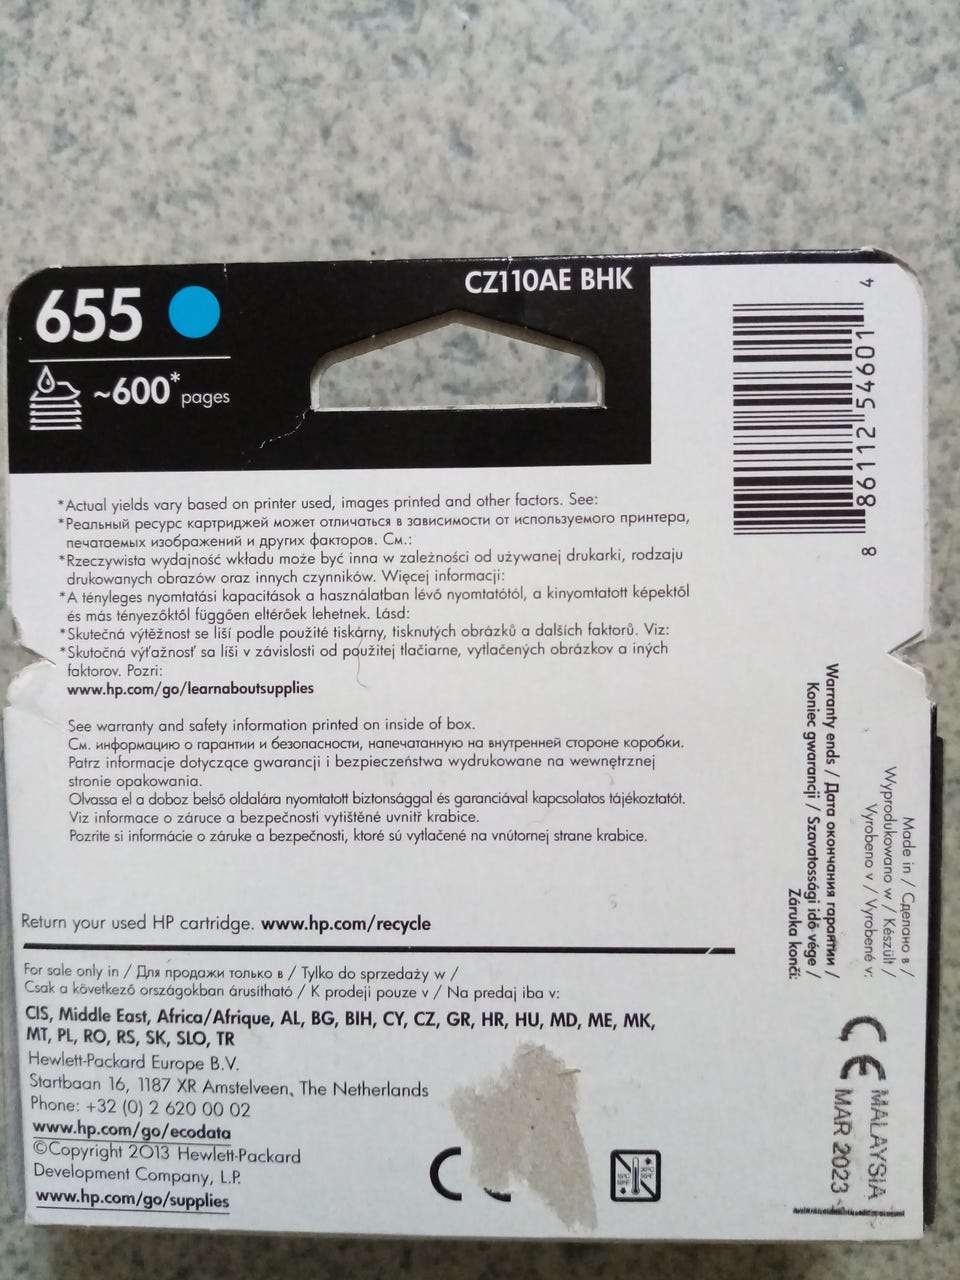 655
CZ110AE BHK
~600* pages
*Actual yields vary based on printer used, images printed and other factors. See:
*Реальный ресурс картриджей может отличаться в зависимости от используемого принтера,
печатаемых изображений и других факторов. См.:
*Rzeczywista wydajność wkładu może być inna w zależności od używanej drukarki, rodzaju
drukowanych obrazów oraz innych czynników. Więcej informacji:
*A tényleges nyomtatási kapacitások a használatban lévő nyomtatótól, a kinyomtatott képektől
és más tényezőktől függően eltérőek lehetnek. Lásd:
*Skutečná výtěžnost se liší podle použité tiskárny, tisknutých obrázků a dalších faktorů. Viz:
*Skutočná výťažnosť sa líši v závislosti od použitej tlačiarne, vytlačených obrázkov a iných
faktorov. Pozri:
www.hp.com/go/learnaboutsupplies
See warranty and safety information printed on inside of box.
См. информацию о гарантии и безопасности, напечатанную на внутренней стороне коробки.
Patrz informacje dotyczące gwarancji i bezpieczeństwa wydrukowane na wewnętrznej
stronie opakowania.
Olvassa el a doboz belső oldalára nyomtatott biztonsággal és garanciával kapcsolatos tájékoztatót.
Viz informace o záruce a bezpečnosti vytištěné uvnitř krabice.
Pozrite si informácie o záruke a bezpečnosti, ktoré sú vytlačené na vnútornej strane krabice.
Return your used HP cartridge. www.hp.com/recycle
For sale only in / Для продажи только в / Tylko do sprzedaży w /
Csak a következő országokban árusítható / K prodeji pouze v / Na predaj iba v:
CIS, Middle East, Africa/Afrique, AL, BG, BIH, CY, CZ, GR, HR, HU, MD, ME, MK,
MT, PL, RO, RS, SK, SLO, TR
Hewlett-Packard Europe B.V.
Startbaan 16, 1187 XR Amstelveen, The Netherlands
Phone: +32 (0) 2 620 00 02
www.hp.com/go/ecodata
©Copyright 2013 Hewlett-Packard
Development Company, L.P.
www.hp.com/go/supplies
8 86112 54601 4
Made in / Сделано в /
Wyprodukowano w / Készült /
Vyrobeno v / Vyrobené v:
MALAYSIA
Warranty ends / Дата окончания гарантии /
Koniec gwarancji / Szavatossági idő vége /
Záruka končí:
MAR 2023
CE